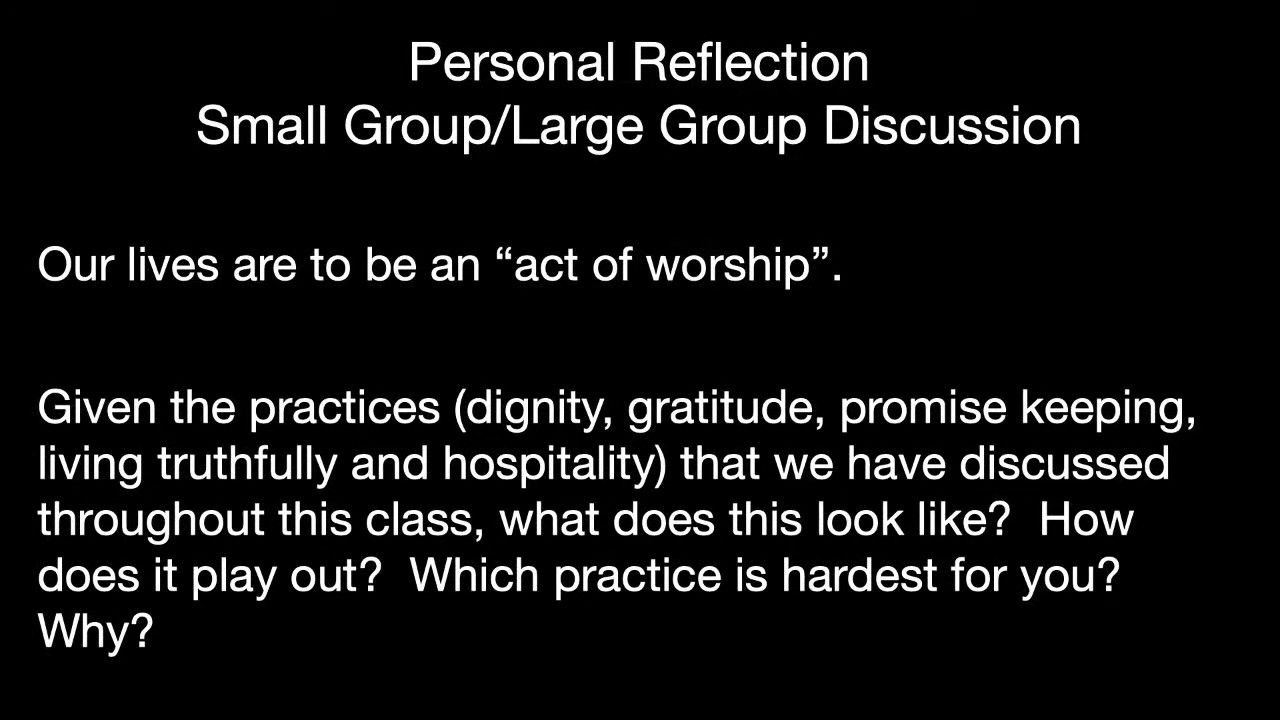 Personal Reflection
Small Group/Large Group Discussion
Our lives are to be an “act of worship”.
Given the practices (dignity, gratitude, promise keeping,
living truthfully and hospitality) that we have discussed
throughout this class, what does this look like?  How
does it play out?  Which practice is hardest for you?
Why?